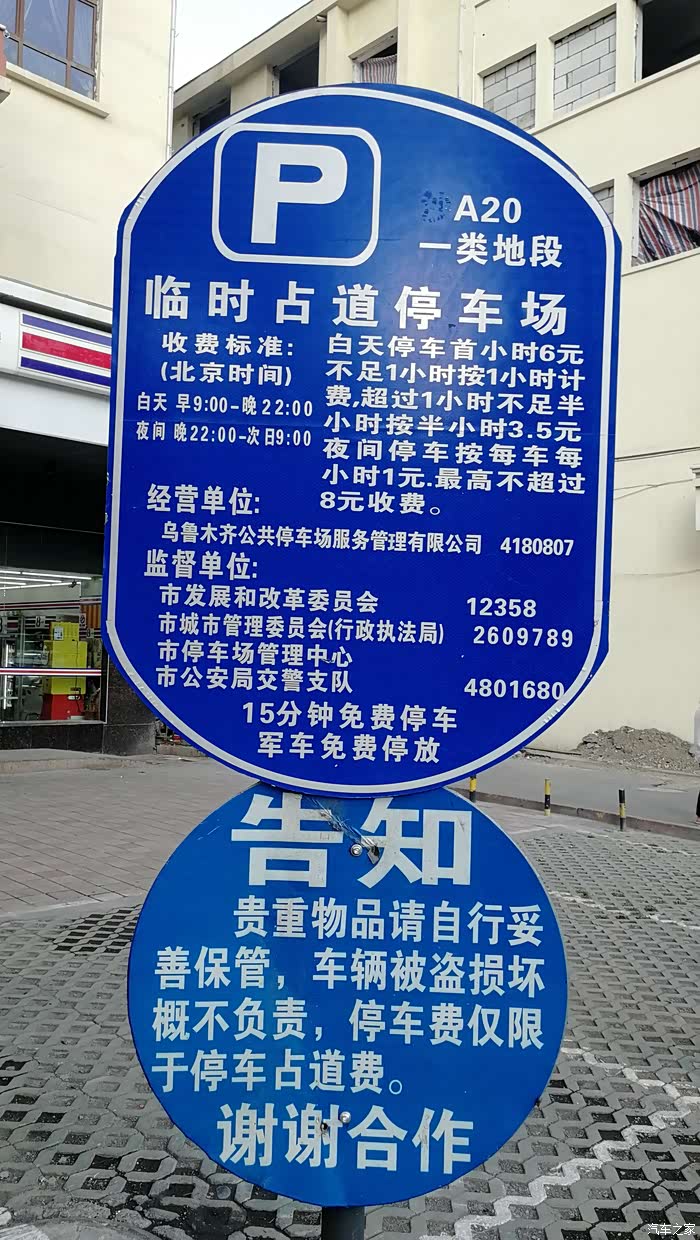 P
A20
一类地段
临时占道停车场
收费标准:
(北京时间)
白天 早9:00-晚22:00
夜间 晚22:00-次日9:00
白天停车首小时6元
不足1小时按1小时计
费,超过1小时不足半
小时按半小时3.5元
夜间停车按每车每
小时1元.最高不超过
8元收费。
经营单位:
乌鲁木齐公共停车场服务管理有限公司 4180807
监督单位:
市发展和改革委员会 12358
市城市管理委员会(行政执法局) 2609789
市停车场管理中心
市公安局交警支队 4801680
15分钟免费停车
军车免费停放
告知
贵重物品请自行妥
善保管，车辆被盗损坏
概不负责，停车费仅限
于停车占道费。
谢谢合作
汽车之家